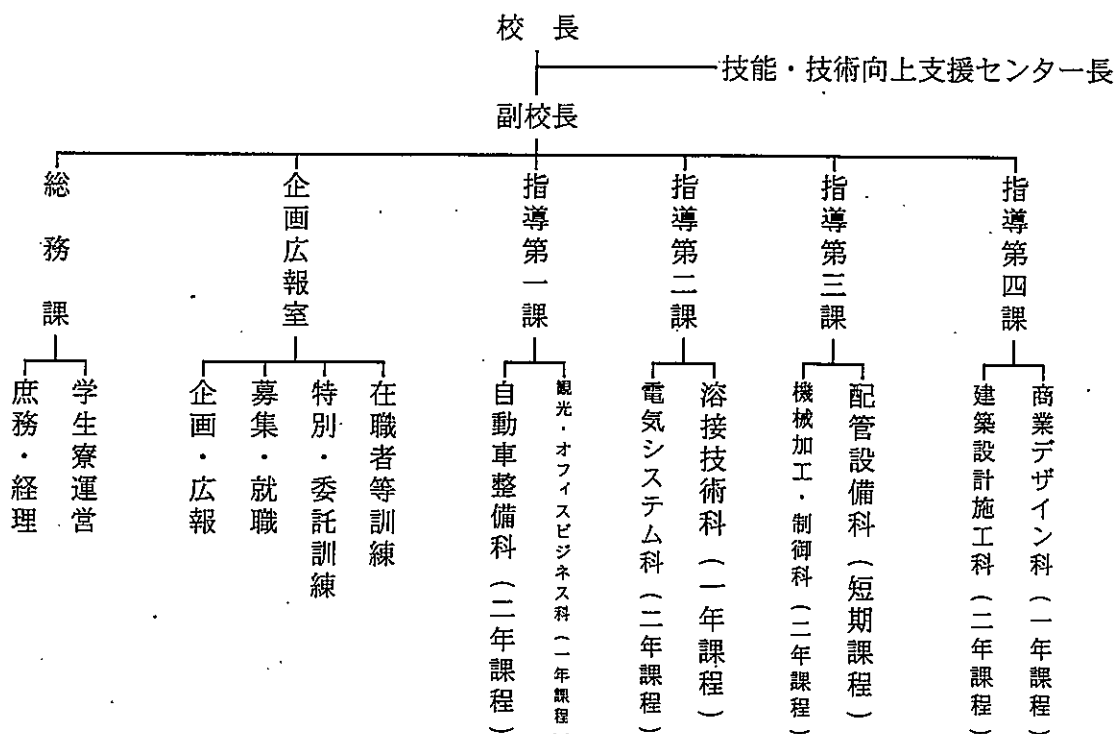 校長
技能・技術向上支援センター長
副校長
総務課
企画広報室
指導第一課
指導第二課
指導第三課
指導第四課
庶務・経理
学生寮運営
企画・広報
募集・就職
特別・委託訓練
在職者等訓練
自動車整備科(二年課程)
観光・オフィスビジネス科(一年課程)
電気システム科(二年課程)
溶接技術科(一年課程)
機械加工・制御科(二年課程)
配管設備科(短期課程)
建築設計施工科(二年課程)
商業デザイン科(一年課程)